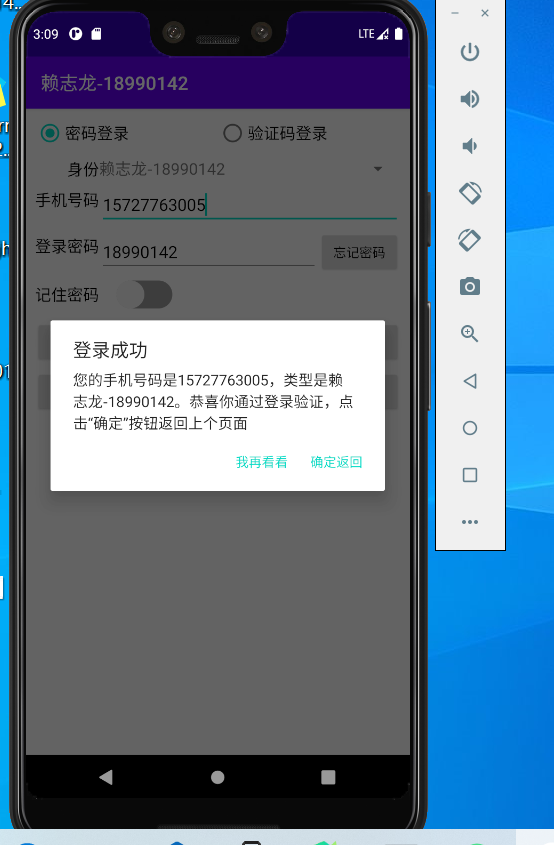 3:09 LTE
赖志龙-18990142
密码登录 验证码登录
身份 赖志龙-18990142
手机号码 15727763005
登录密码 18990142 忘记密码
记住密码
登录成功
您的手机号码是15727763005，类型是赖
志龙-18990142。恭喜你通过登录验证，点
击“确定”按钮返回上个页面
我再看看 确定返回